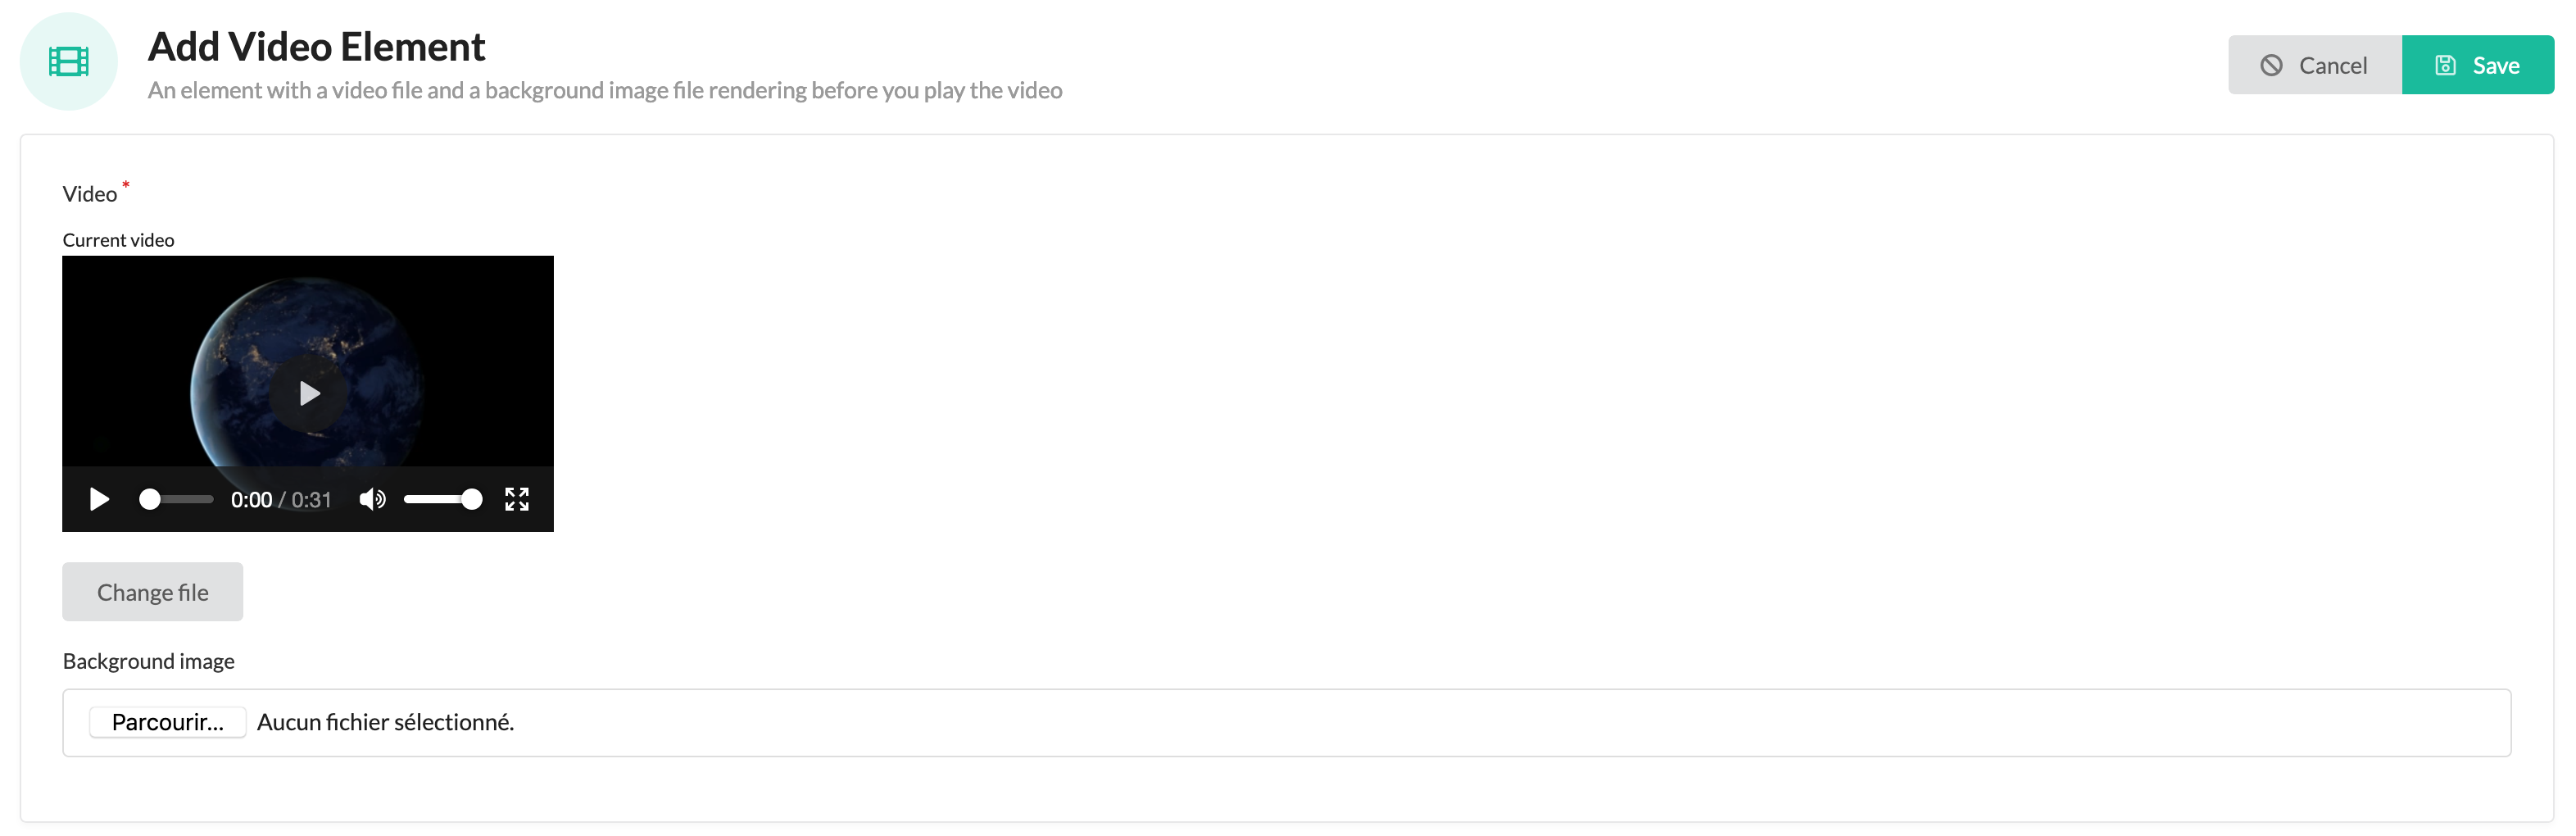 Add Video Element
An element with a video file and a background image file rendering before you play the video
Cancel
Save
Video *
Current video
0:00 / 0:31
Change file
Background image
Parcourir... Aucun fichier sélectionné.